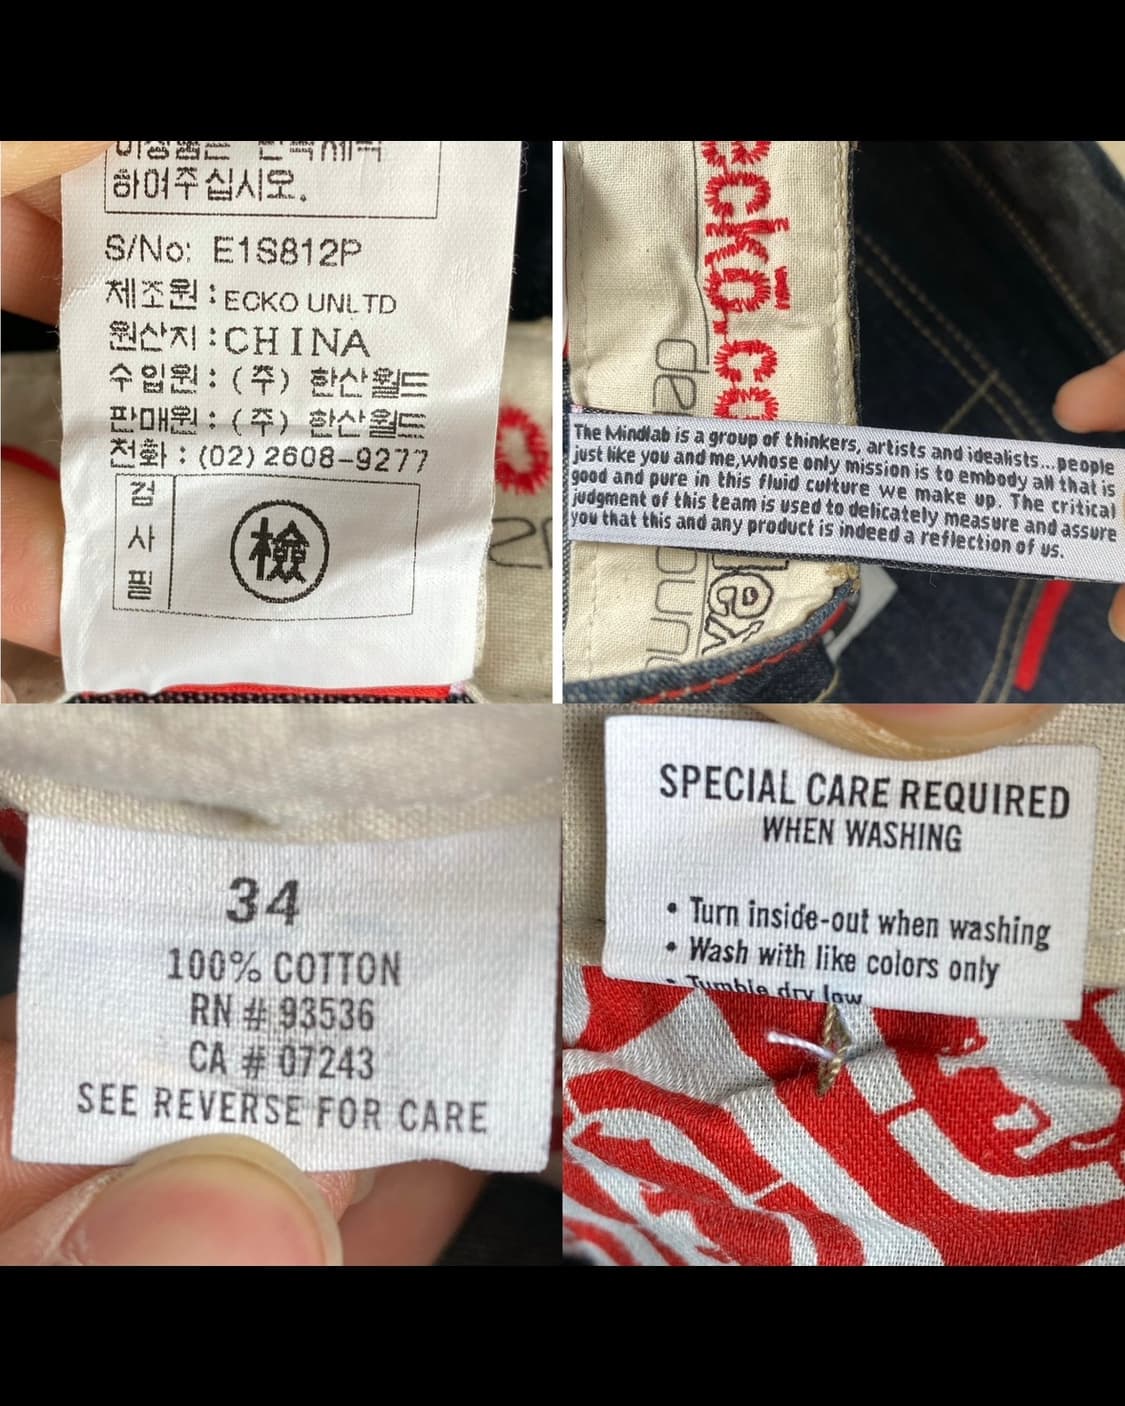 하여주십시오.
S/No: E1S812P
제조원 : ECKO UNLTD
원산지 : CHINA
수입원 : (주) 한산월드
판매원 : (주) 한산월드
전화 : (02) 2608-9277
검
사
필
檢
eckō.co
The Mindlab is a group of thinkers, artists and idealists...people
just like you and me,whose only mission is to embody all that is
good and pure in this fluid culture we make up. The critical
judgment of this team is used to delicately measure and assure
you that this and any product is indeed a reflection of us.
34
100% COTTON
RN # 93536
CA # 07243
SEE REVERSE FOR CARE
SPECIAL CARE REQUIRED
WHEN WASHING
• Turn inside-out when washing
• Wash with like colors only
• Tumble dry low